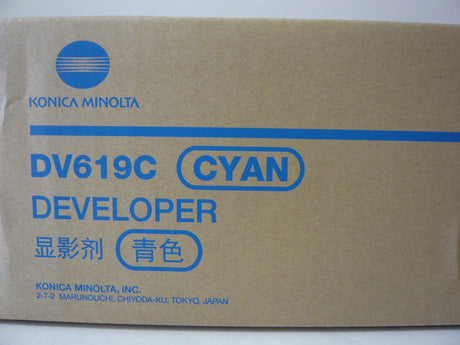 KONICA MINOLTA
DV619C CYAN
DEVELOPER
显影剂 青色
KONICA MINOLTA, INC.
2-7-2 MARUNOUCHI, CHIYODA-KU, TOKYO, JAPAN